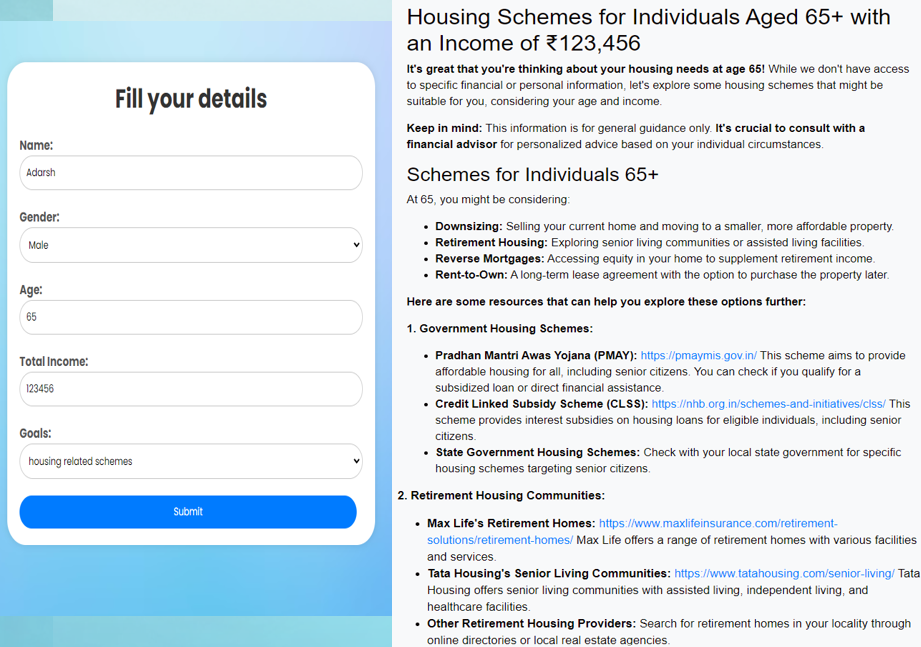 Fill your details
Name:
Adarsh
Gender:
Male
Age:
65
Total Income:
123456
Goals:
housing related schemes
Submit
Housing Schemes for Individuals Aged 65+ with
an Income of ₹123,456
It's great that you're thinking about your housing needs at age 65! While we don't have access
to specific financial or personal information, let's explore some housing schemes that might be
suitable for you, considering your age and income.
Keep in mind: This information is for general guidance only. It's crucial to consult with a
financial advisor for personalized advice based on your individual circumstances.
Schemes for Individuals 65+
At 65, you might be considering:
• Downsizing: Selling your current home and moving to a smaller, more affordable property.
• Retirement Housing: Exploring senior living communities or assisted living facilities.
• Reverse Mortgages: Accessing equity in your home to supplement retirement income.
• Rent-to-Own: A long-term lease agreement with the option to purchase the property later.
Here are some resources that can help you explore these options further:
1. Government Housing Schemes:
• Pradhan Mantri Awas Yojana (PMAY): https://pmaymis.gov.in/ This scheme aims to provide
affordable housing for all, including senior citizens. You can check if you qualify for a
subsidized loan or direct financial assistance.
• Credit Linked Subsidy Scheme (CLSS): https://nhb.org.in/schemes-and-initiatives/clss/ This
scheme provides interest subsidies on housing loans for eligible individuals, including senior
citizens.
• State Government Housing Schemes: Check with your local state government for specific
housing schemes targeting senior citizens.
2. Retirement Housing Communities:
• Max Life's Retirement Homes: https://www.maxlifeinsurance.com/retirement-
solutions/retirement-homes/ Max Life offers a range of retirement homes with various facilities
and services.
• Tata Housing's Senior Living Communities: https://www.tatahousing.com/senior-living/ Tata
Housing offers senior living communities with assisted living, independent living, and
healthcare facilities.
• Other Retirement Housing Providers: Search for retirement homes in your locality through
online directories or local real estate agencies.